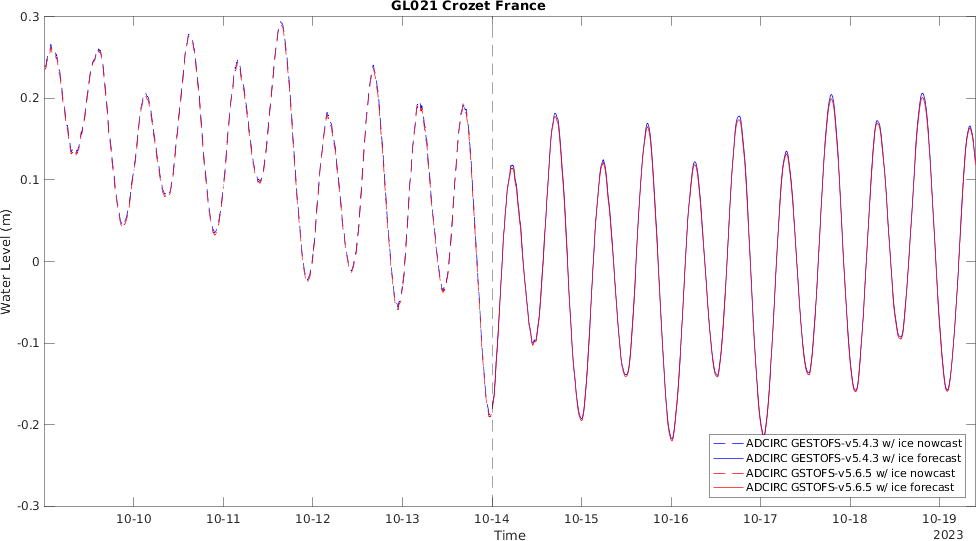 GL021 Crozet France
0.3
0.2
0.1
0
-0.1
-0.2
-0.3
Water Level (m)
10-10 10-11 10-12 10-13 10-14 10-15 10-16 10-17 10-18 10-19
Time
2023
ADCIRC GESTOFS-v5.4.3 w/ ice nowcast
ADCIRC GESTOFS-v5.4.3 w/ ice forecast
ADCIRC GSTOFS-v5.6.5 w/ ice nowcast
ADCIRC GSTOFS-v5.6.5 w/ ice forecast